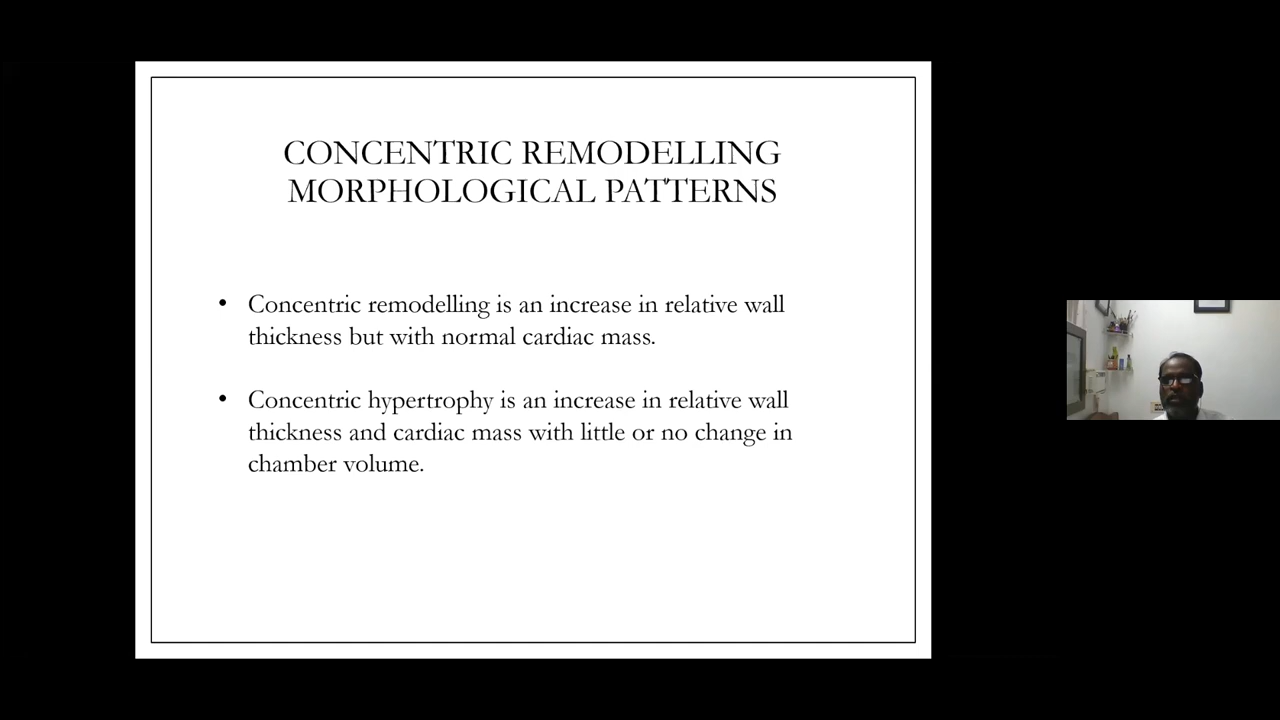 CONCENTRIC REMODELLING
MORPHOLOGICAL PATTERNS
• Concentric remodelling is an increase in relative wall
thickness but with normal cardiac mass.
• Concentric hypertrophy is an increase in relative wall
thickness and cardiac mass with little or no change in
chamber volume.